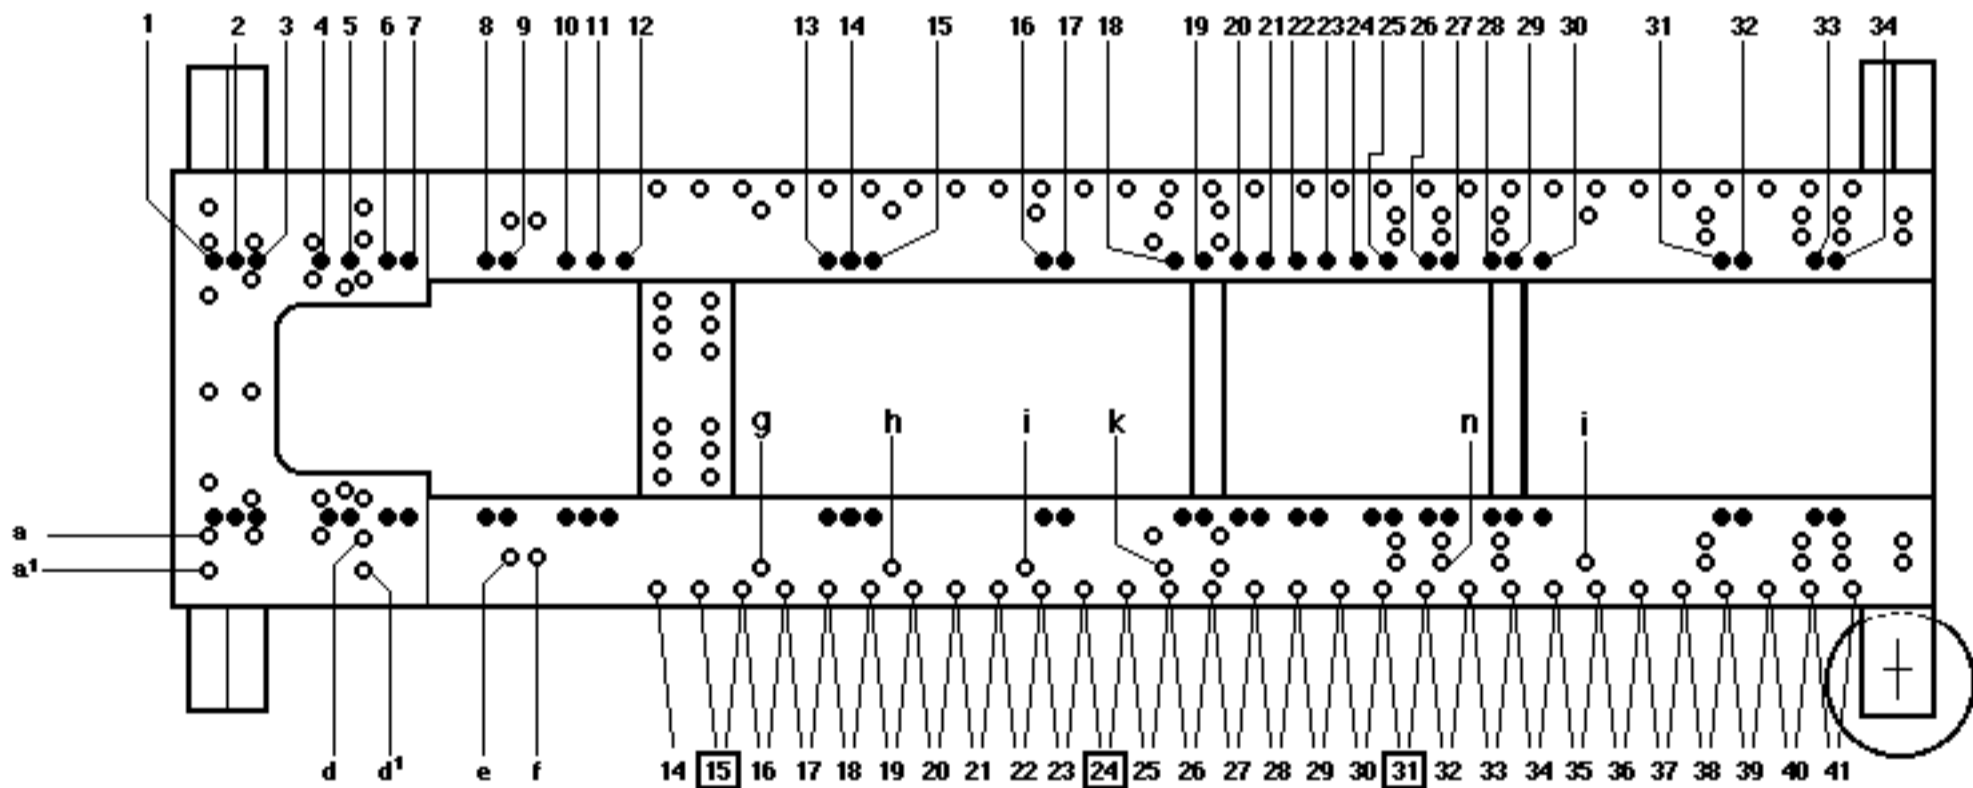 1 2 3 4 5 6 7 8 9 10 11 12 13 14 15 16 17 18 19 20 21 22 23 24 25 26 27 28 29 30 31 32 33 34
g h i k n i
a
a¹
d d¹ e f 14 15 16 17 18 19 20 21 22 23 24 25 26 27 28 29 30 31 32 33 34 35 36 37 38 39 40 41